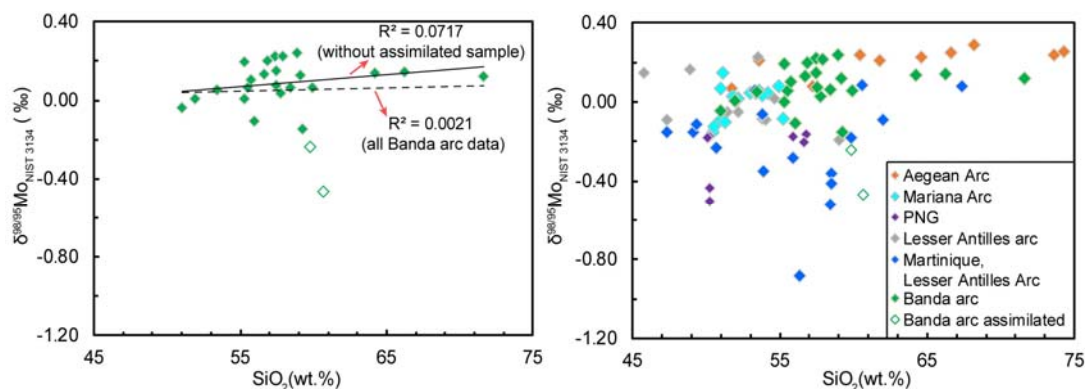 0.40
0.00
-0.40
-0.80
-1.20
δ98/95MoNIST 3134 ( ‰)
R² = 0.0717
(without assimilated sample)
R² = 0.0021
(all Banda arc data)
45
55
65
75
SiO2(wt.%)
0.40
0.00
-0.40
-0.80
-1.20
δ98/95MoNIST 3134 ( ‰)
Aegean Arc
Mariana Arc
PNG
Lesser Antilles arc
Martinique,
Lesser Antilles Arc
Banda arc
Banda arc assimilated
45
55
65
75
SiO2(wt.%)